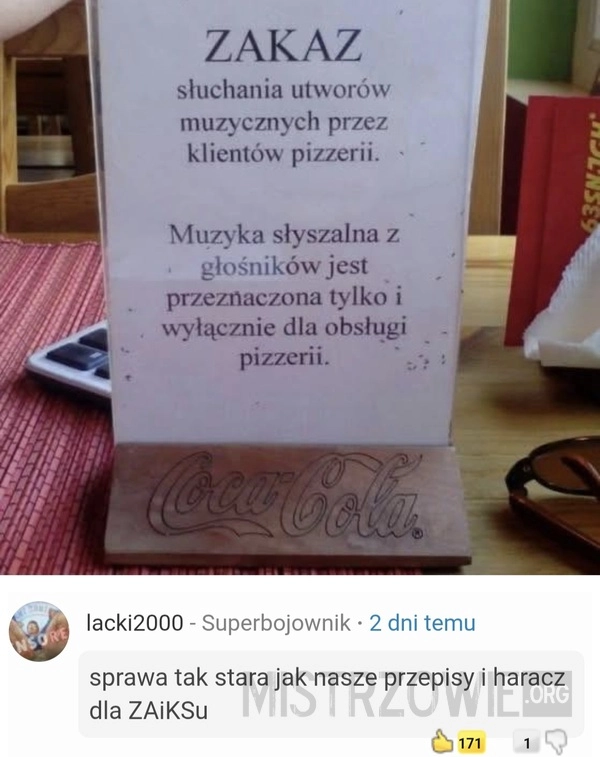 ZAKAZ
słuchania utworów
muzycznych przez
klientów pizzerii.
Muzyka słyszalna z
głośników jest
przeznaczona tylko i
wyłącznie dla obsługi
pizzerii.
Coca-Cola®
lacki2000 - Superbojownik · 2 dni temu
sprawa tak stara jak nasze przepisy i haracz
dla ZAiKSu
MISTRZOWIE.ORG
171 1